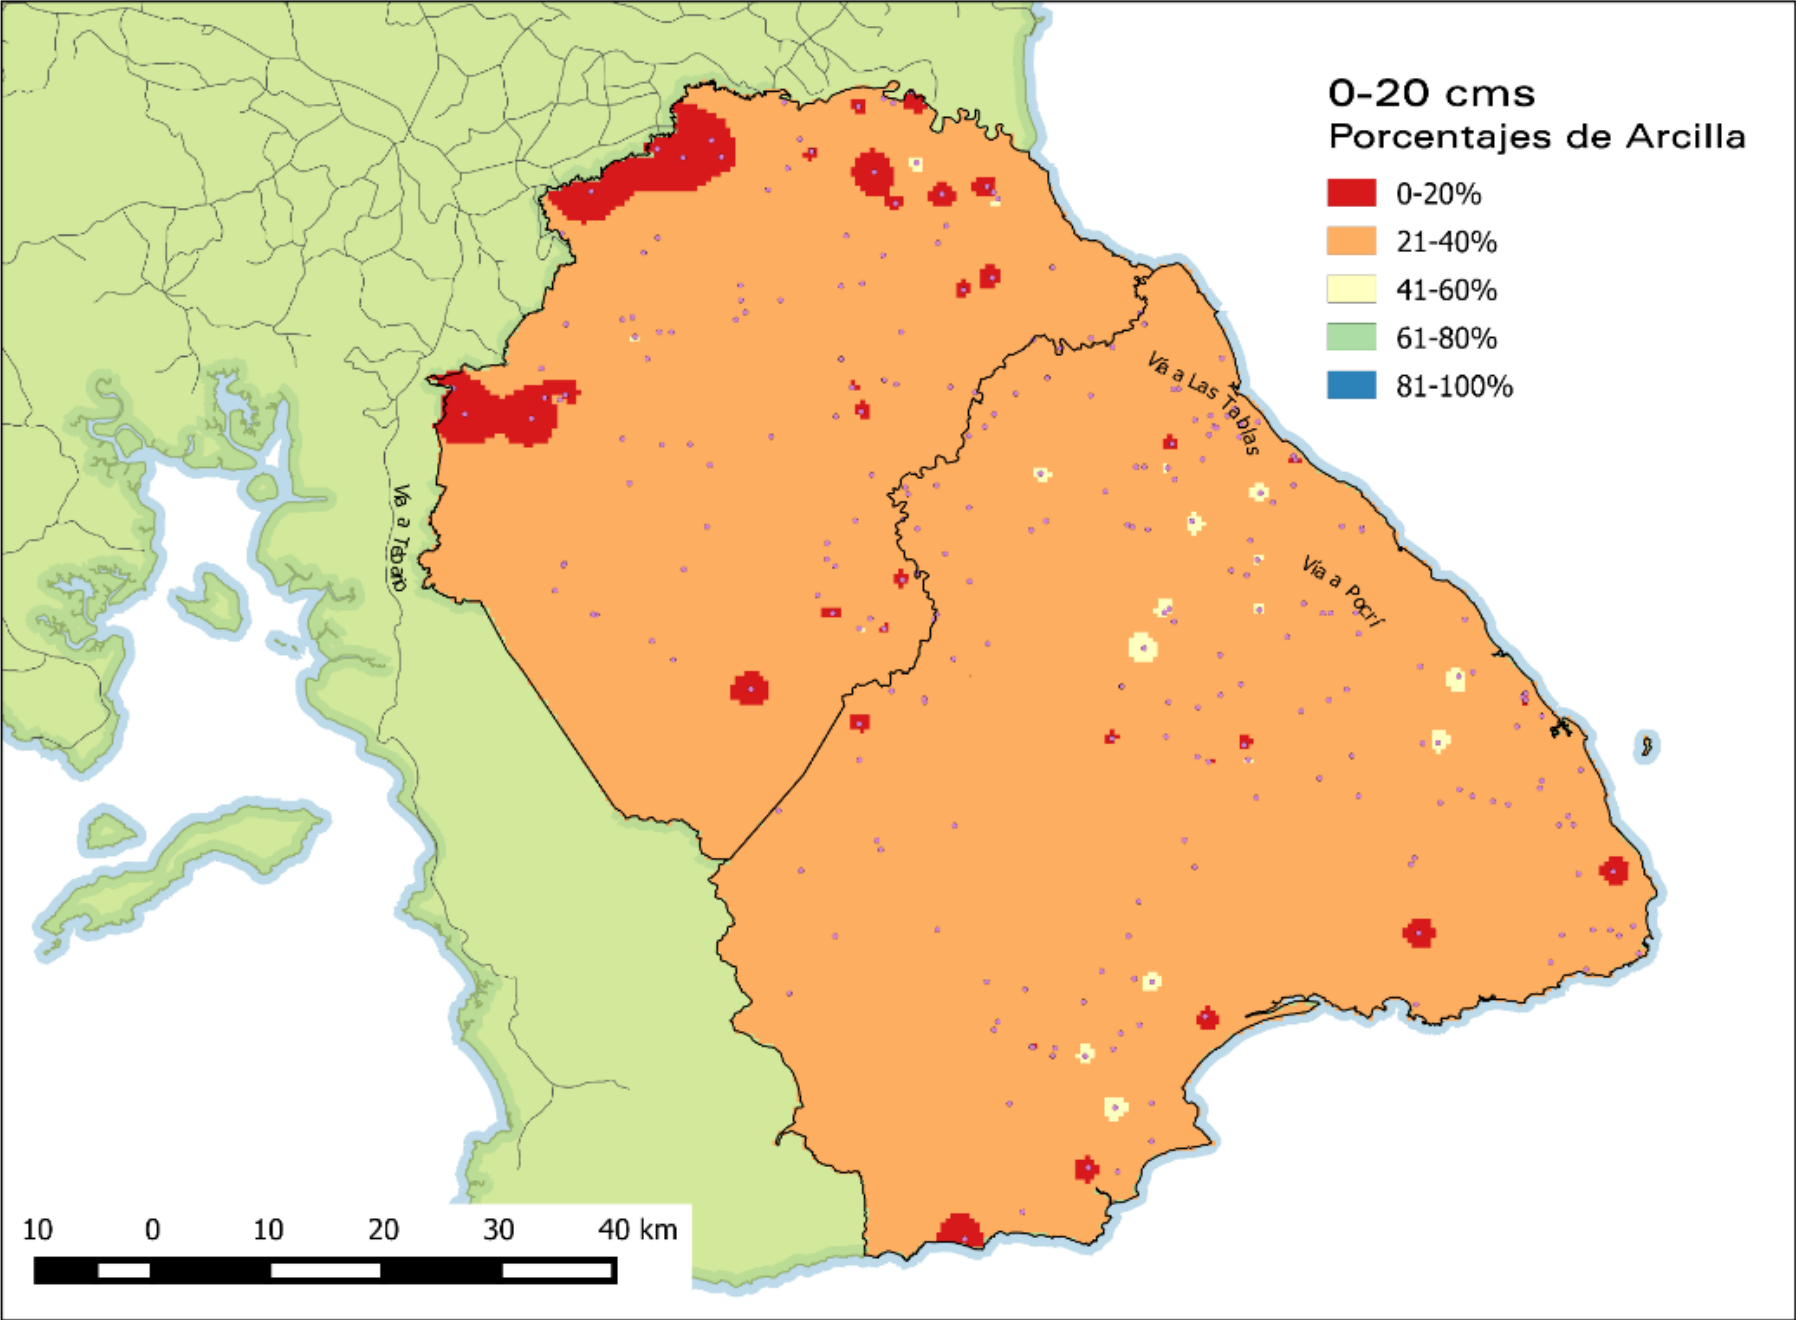 0-20 cms
Porcentajes de Arcilla
0-20%
21-40%
41-60%
61-80%
81-100%
Vía a Las Tablas
Vía a Pocrí
Vía a
10 0 10 20 30 40 km